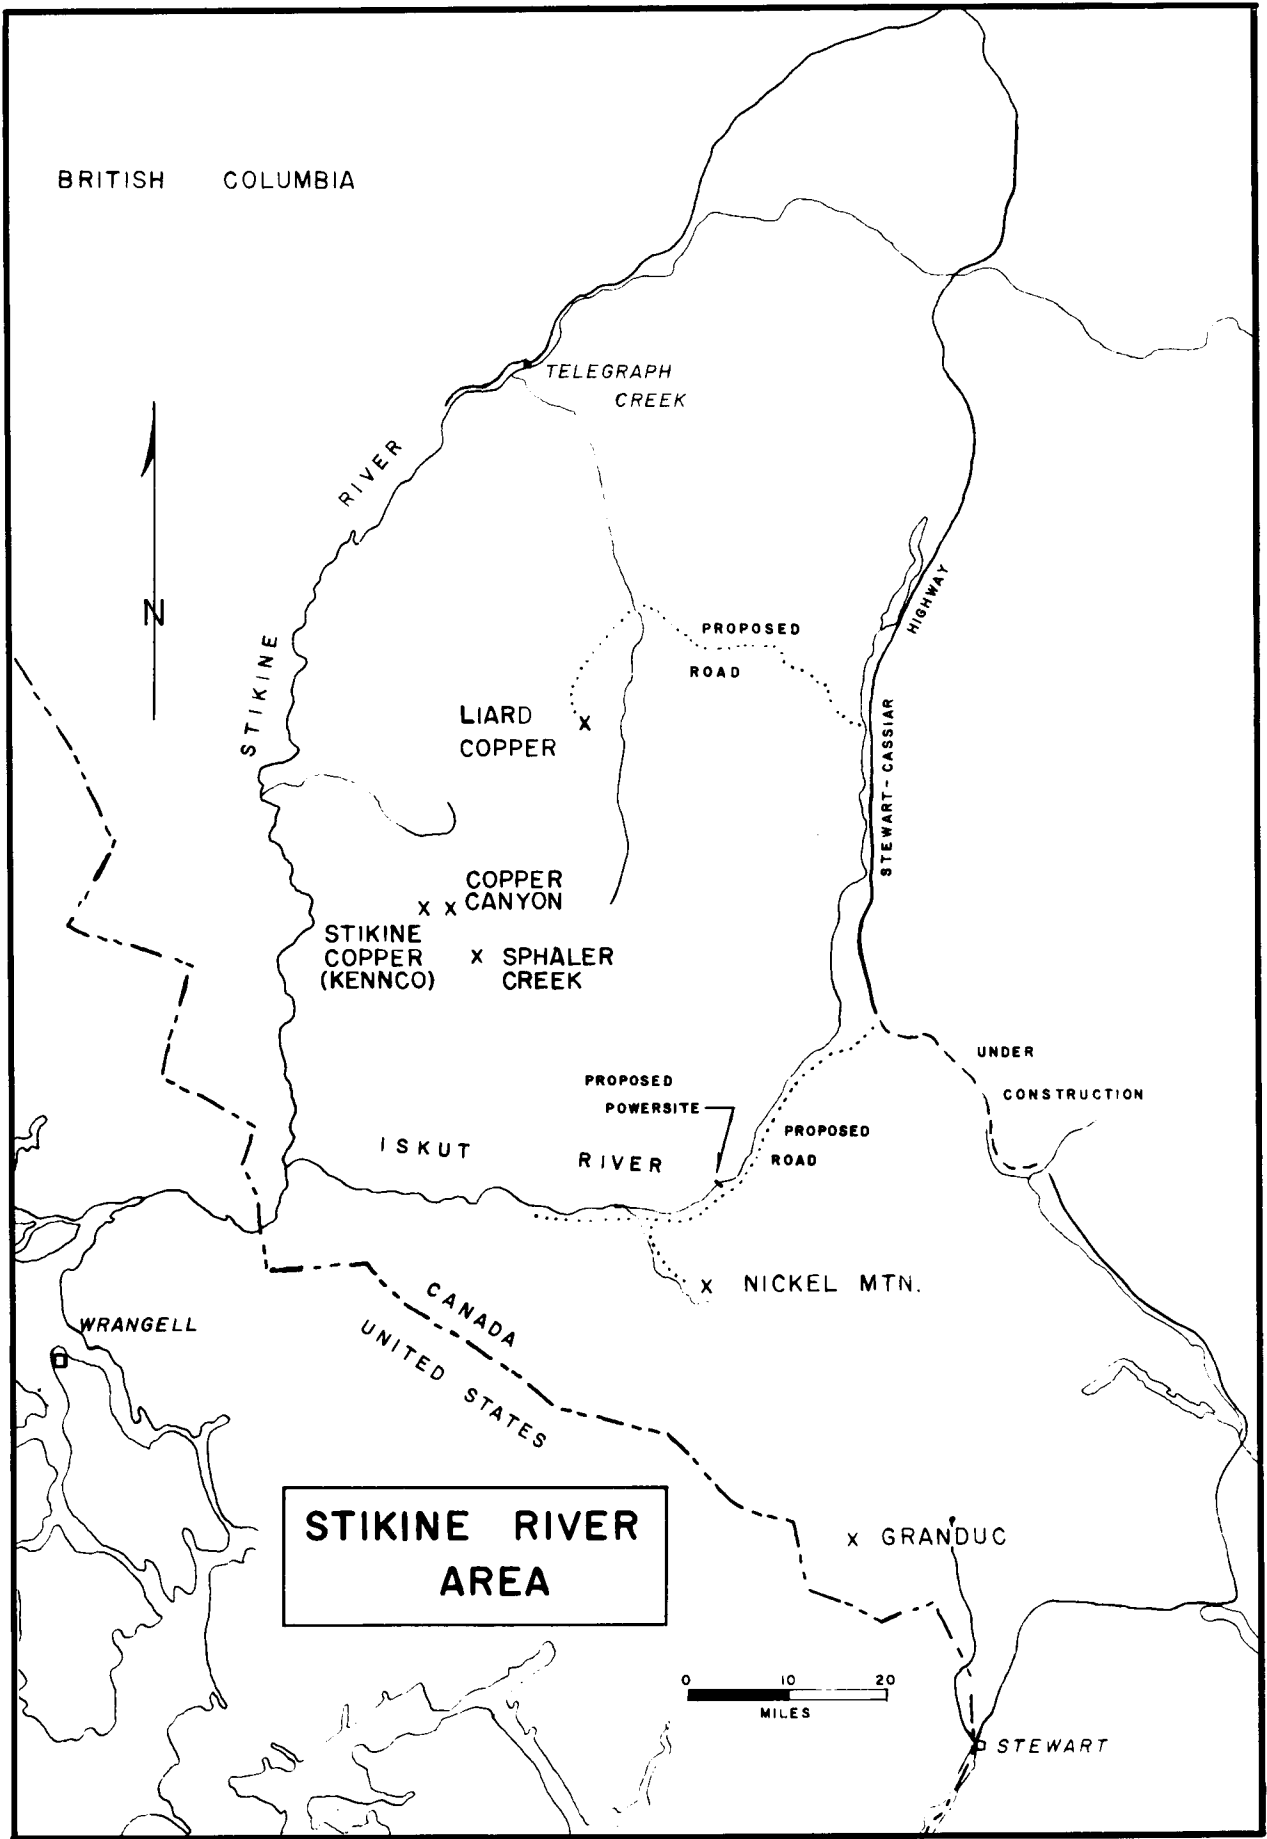 BRITISH COLUMBIA
TELEGRAPH
CREEK
RIVER
STIKINE
N
HIGHWAY
PROPOSED
ROAD
LIARD
COPPER
X
STEWART-CASSIAR
COPPER
X X CANYON
STIKINE
COPPER
(KENNCO)
X SPHALER
CREEK
UNDER
CONSTRUCTION
PROPOSED
POWERSITE
PROPOSED
ROAD
ISKUT RIVER
X NICKEL MTN.
CANADA
UNITED STATES
WRANGELL
STIKINE RIVER
AREA
X GRANDUC
0 10 20
MILES
STEWART